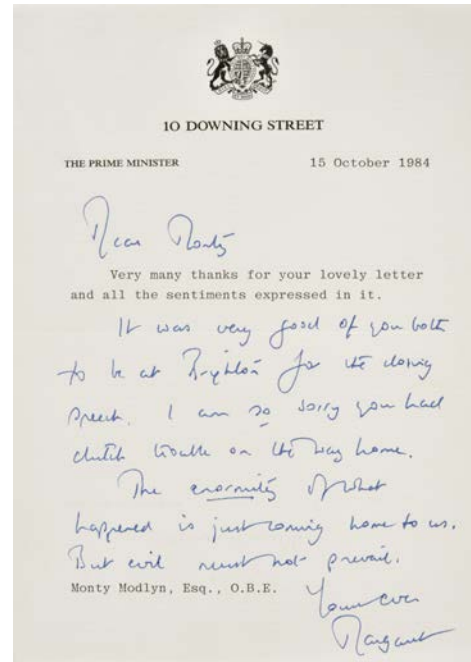 10 DOWNING STREET
THE PRIME MINISTER 15 October 1984
Dear Monty
Very many thanks for your lovely letter
and all the sentiments expressed in it.
It was very good of you both
to be at Brighton for the closing
speech. I am so sorry you had
clutch trouble on the way home.
The enormity of what
happened is just coming home to us.
But evil must not prevail.
Monty Modlyn, Esq., O.B.E.
Yours ever
Margaret